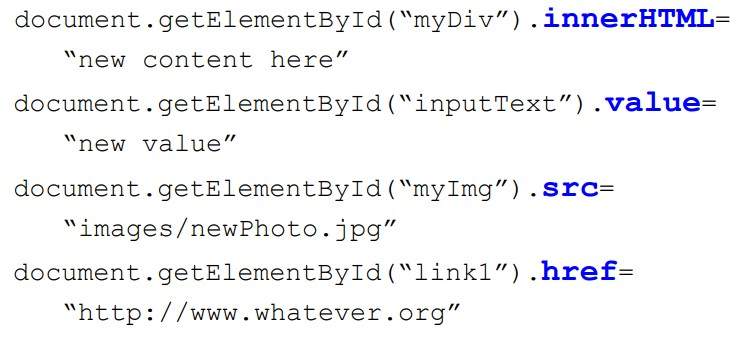 document.getElementById(“myDiv”).innerHTML=
“new content here”
document.getElementById(“inputText”).value=
“new value”
document.getElementById(“myImg”).src=
“images/newPhoto.jpg”
document.getElementById(“link1”).href=
“http://www.whatever.org”